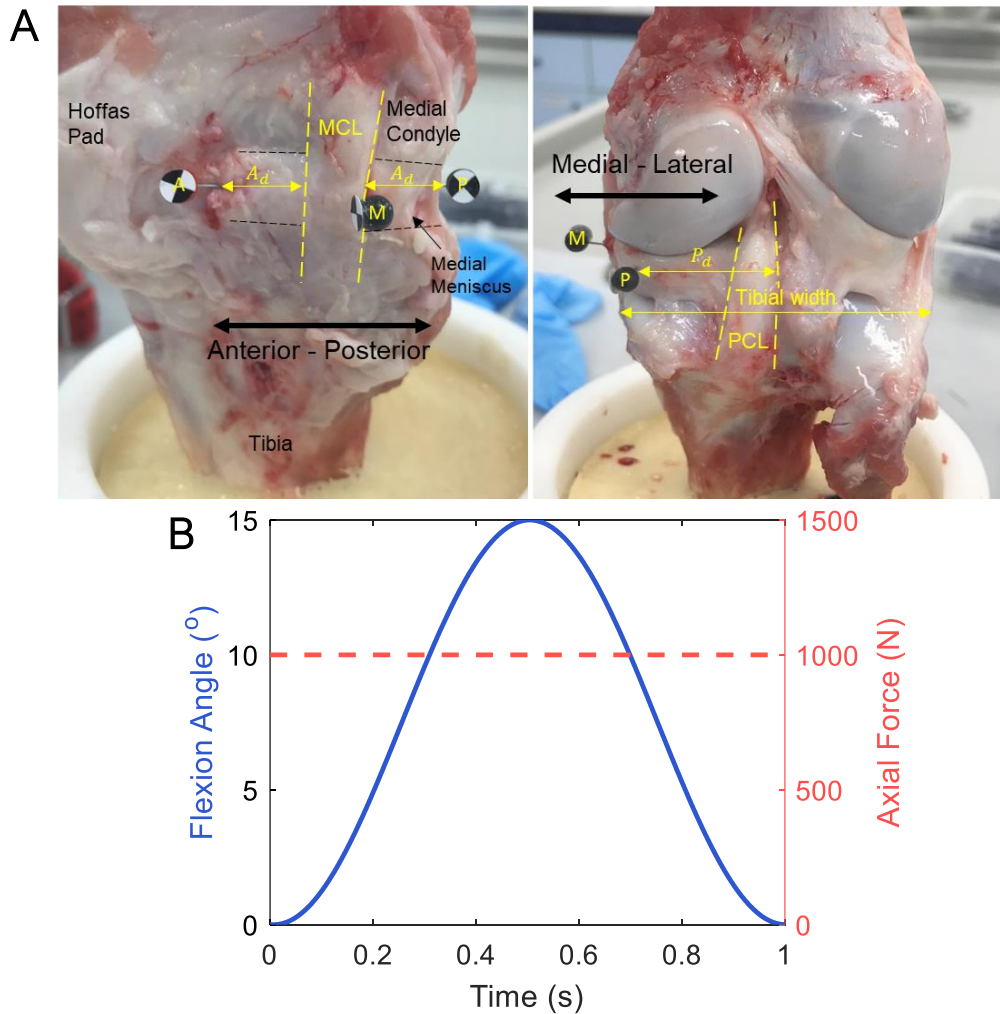 A
Hoffas
Pad
MCL
Medial
Condyle
A
A_d
A_d
P
M
Medial
Meniscus
Anterior - Posterior
Tibia
Medial - Lateral
M
P
P_d
Tibial width
PCL
B
Flexion Angle (°)
15
10
5
0
0
0.2
0.4
0.6
0.8
1
Time (s)
1500
1000
500
0
Axial Force (N)